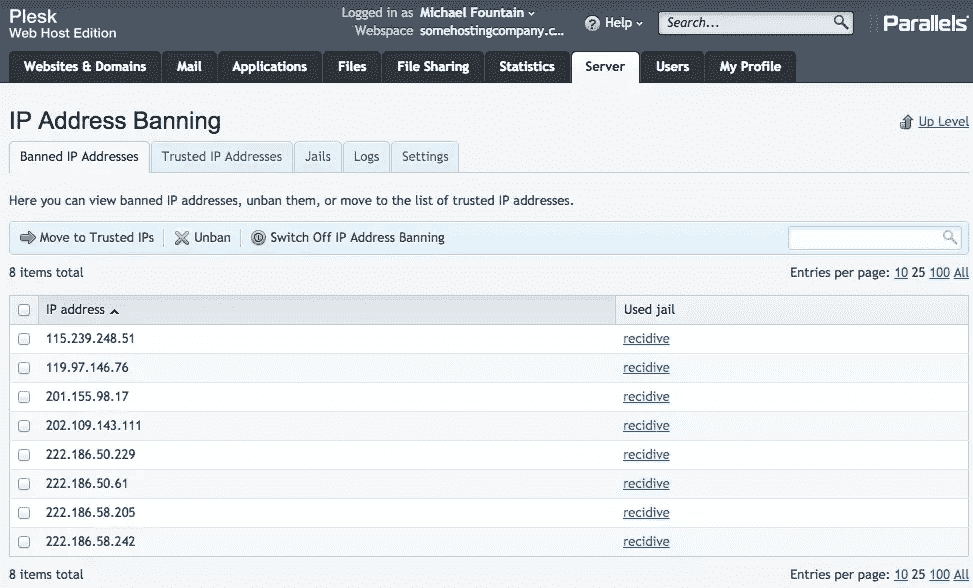 Plesk
Web Host Edition
Logged in as Michael Fountain
Webspace somehostingcompany.c...
Help
Search...
Parallels
Websites & Domains Mail Applications Files File Sharing Statistics Server Users My Profile
IP Address Banning
Up Level
Banned IP Addresses Trusted IP Addresses Jails Logs Settings
Here you can view banned IP addresses, unban them, or move to the list of trusted IP addresses.
Move to Trusted IPs Unban Switch Off IP Address Banning
8 items total Entries per page: 10 25 100 All
IP address Used jail
115.239.248.51 recidive
119.97.146.76 recidive
201.155.98.17 recidive
202.109.143.111 recidive
222.186.50.229 recidive
222.186.50.61 recidive
222.186.58.205 recidive
222.186.58.242 recidive
8 items total Entries per page: 10 25 100 All